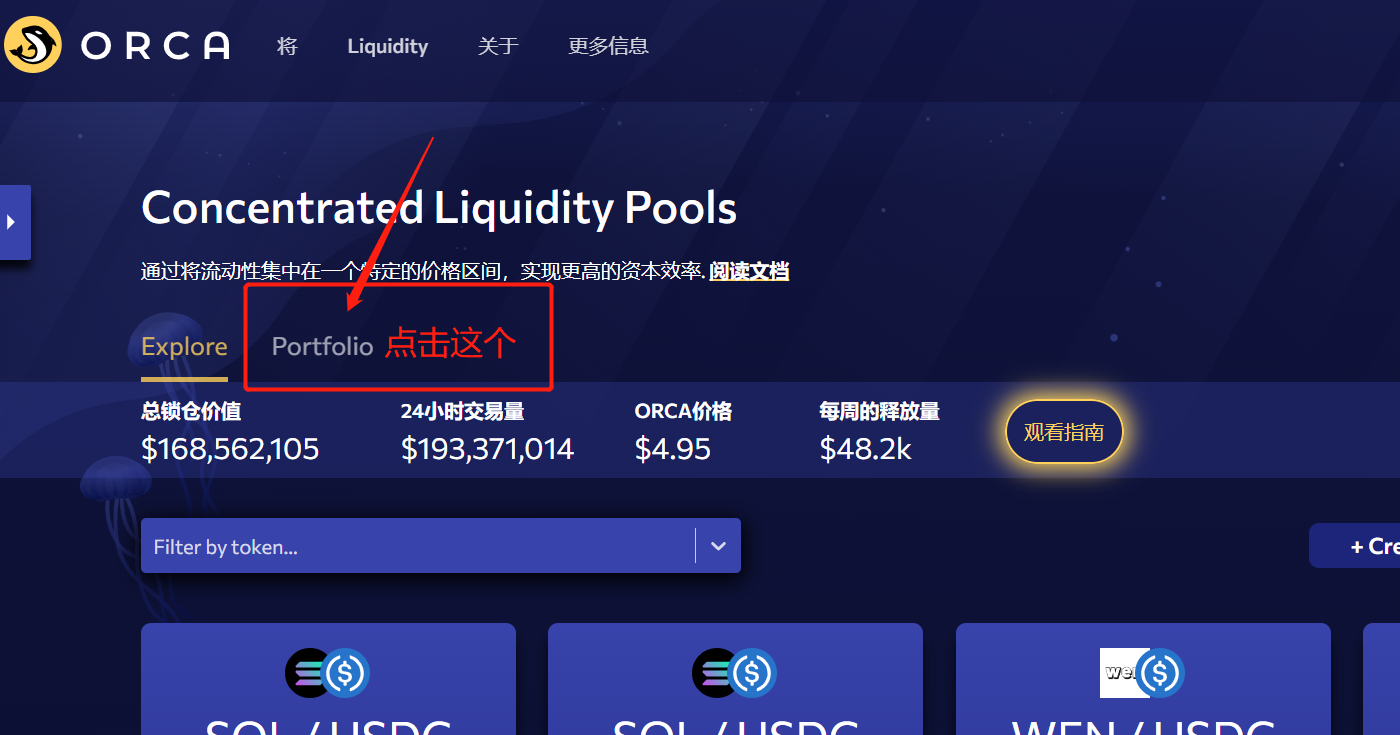 ORCA 将 Liquidity 关于 更多信息
Concentrated Liquidity Pools
通过将流动性集中在一个特定的价格区间，实现更高的资本效率. 阅读文档
Explore Portfolio 点击这个
总锁仓价值 24小时交易量 ORCA价格 每周的释放量
$168,562,105 $193,371,014 $4.95 $48.2k
观看指南
Filter by token...
+ Cre
SOL / USDC SOL / USDC WEN / USDC